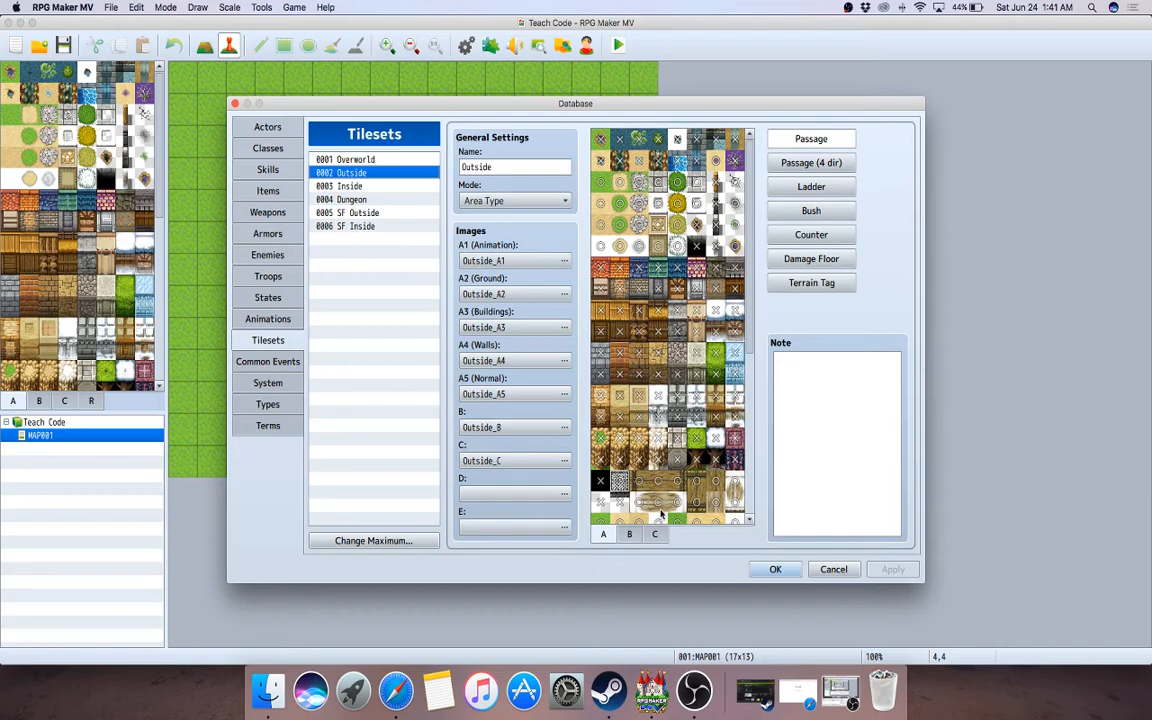 RPG Maker MV File Edit Mode Draw Scale Tools Game Help
44% Sat Jun 24 1:41 AM
Teach Code - RPG Maker MV
Database
Actors
Classes
Skills
Items
Weapons
Armors
Enemies
Troops
States
Animations
Tilesets
Common Events
System
Types
Terms
Tilesets
0001 Overworld
0002 Outside
0003 Inside
0004 Dungeon
0005 SF Outside
0006 SF Inside
Change Maximum...
General Settings
Name:
Outside
Mode:
Area Type
Images
A1 (Animation):
Outside_A1 ...
A2 (Ground):
Outside_A2 ...
A3 (Buildings):
Outside_A3 ...
A4 (Walls):
Outside_A4 ...
A5 (Normal):
Outside_A5 ...
B:
Outside_B ...
C:
Outside_C ...
D:
...
E:
...
A B C
Passage
Passage (4 dir)
Ladder
Bush
Counter
Damage Floor
Terrain Tag
Note
OK Cancel Apply
A B C R
Teach Code
MAP001
001:MAP001 (17x13) 100% 4,4
RPGMAKER